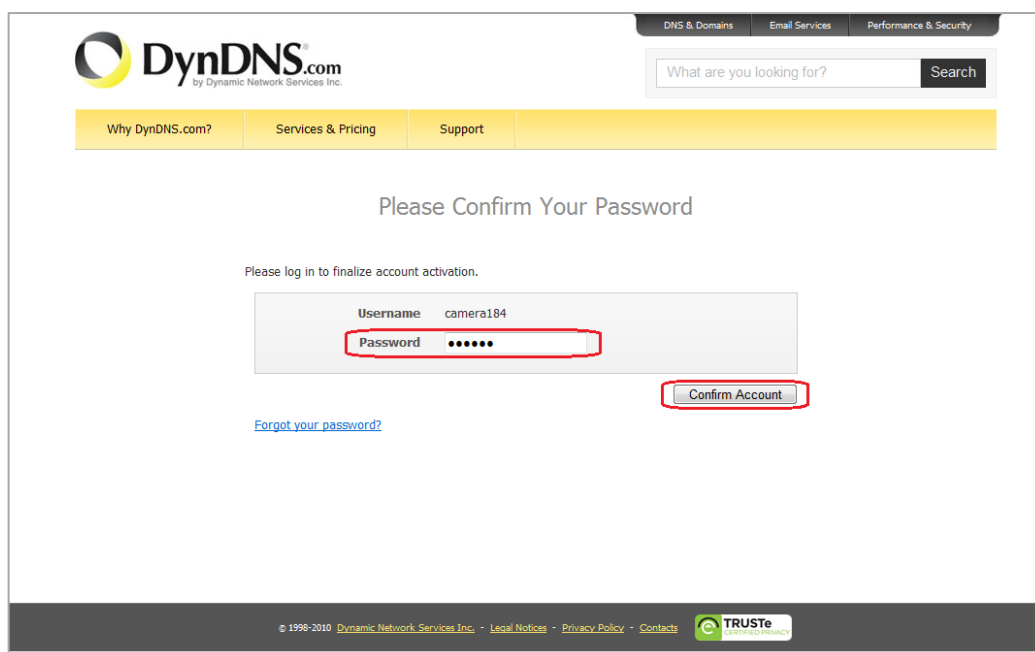 DNS & Domains Email Services Performance & Security
DynDNS.com
by Dynamic Network Services Inc.
What are you looking for? Search
Why DynDNS.com? Services & Pricing Support
Please Confirm Your Password
Please log in to finalize account activation.
Username camera184
Password ●●●●●●
Confirm Account
Forgot your password?
© 1998-2010 Dynamic Network Services Inc. - Legal Notices - Privacy Policy - Contacts
TRUSTe
CERTIFIED PRIVACY